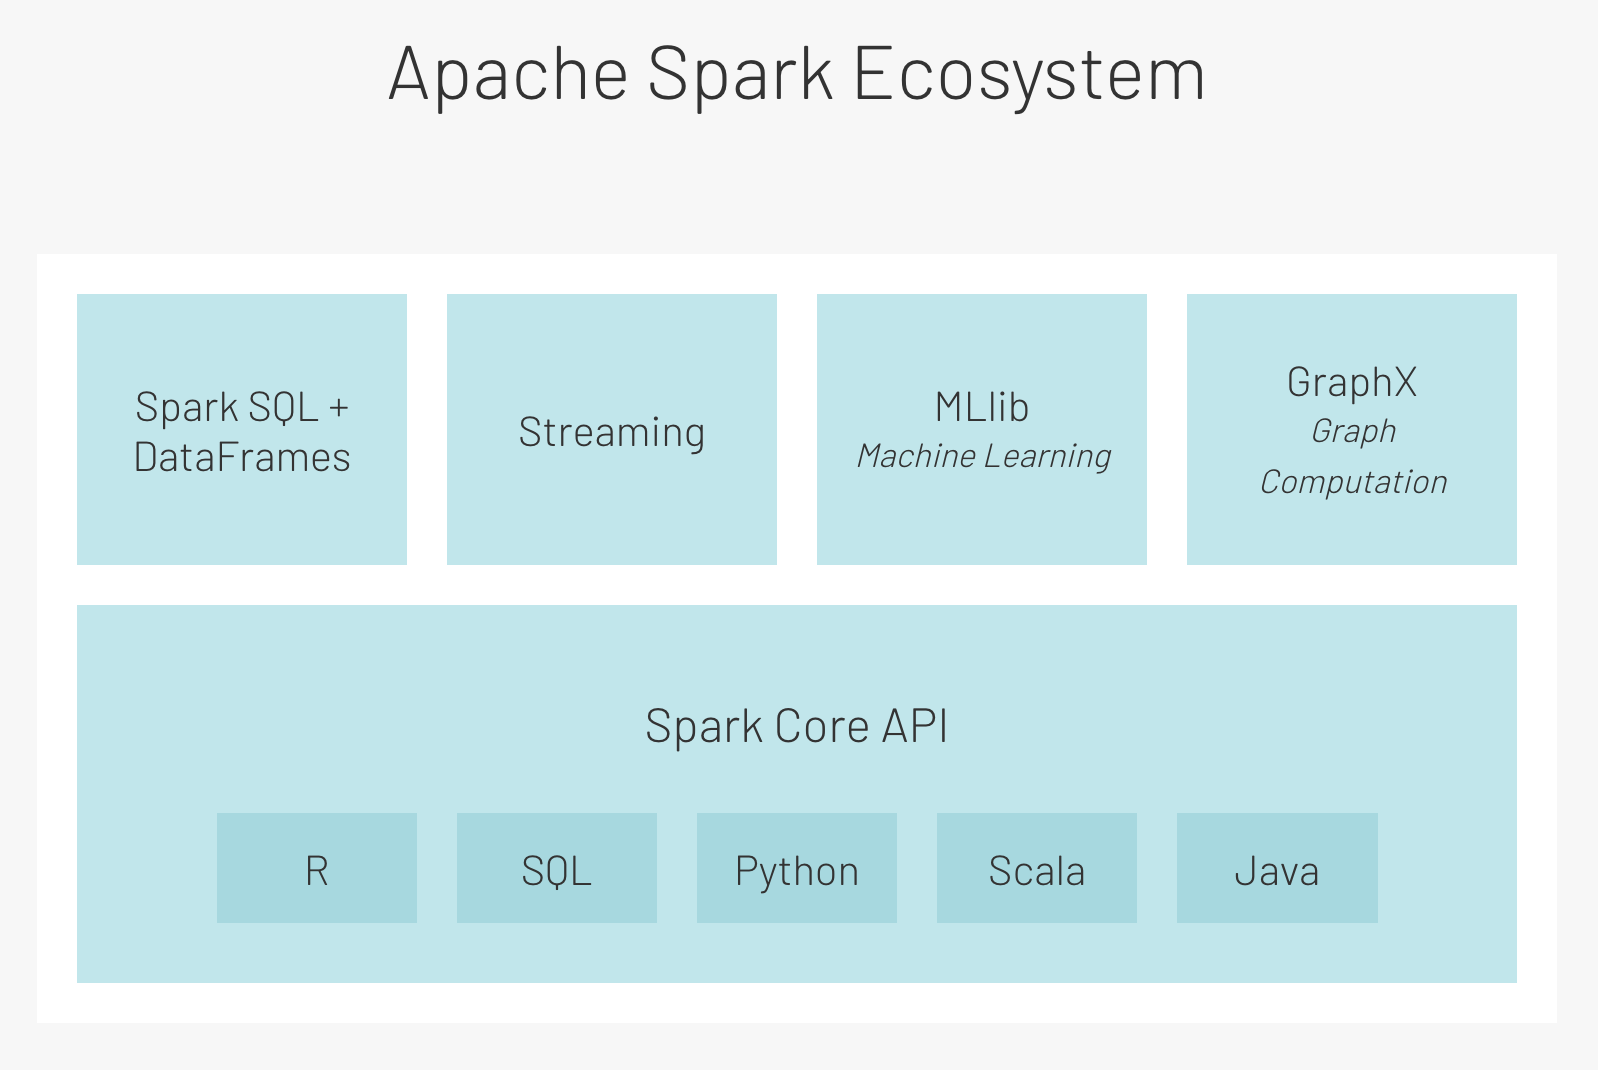 Apache Spark Ecosystem
Spark SQL +
DataFrames
Streaming
MLlib
Machine Learning
GraphX
Graph
Computation
Spark Core API
R
SQL
Python
Scala
Java